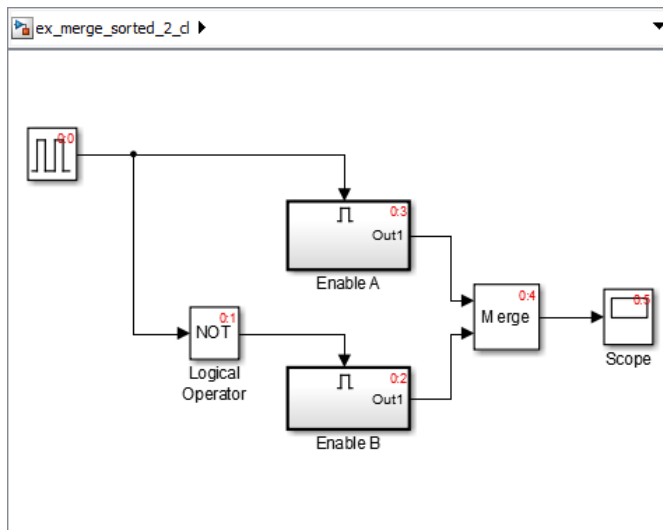 ex_merge_sorted_2_cl
0:0
0:3
Out1
Enable A
0:4
Merge
0:5
Scope
0:1
NOT
Logical
Operator
0:2
Out1
Enable B